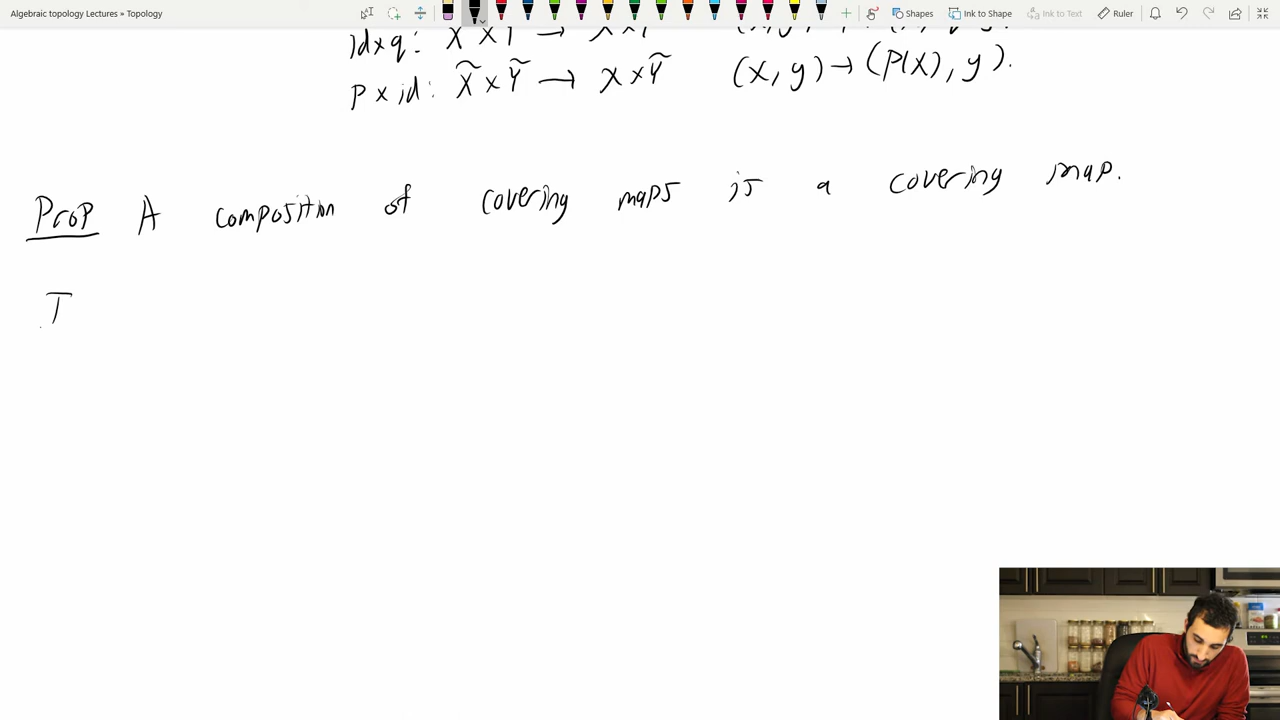 Algebraic topology Lectures » Topology
Shapes
Ink to Shape
Ink to Text
Ruler
id×q:
p×id: X̃×Ỹ → X×Ỹ (x,y)→(p(x),y).
Prop A composition of covering maps is a covering map.
I